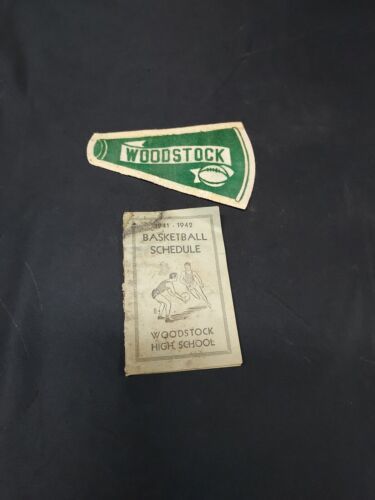 WOODSTOCK
1941 - 1942
BASKETBALL
SCHEDULE
WOODSTOCK
HIGH SCHOOL